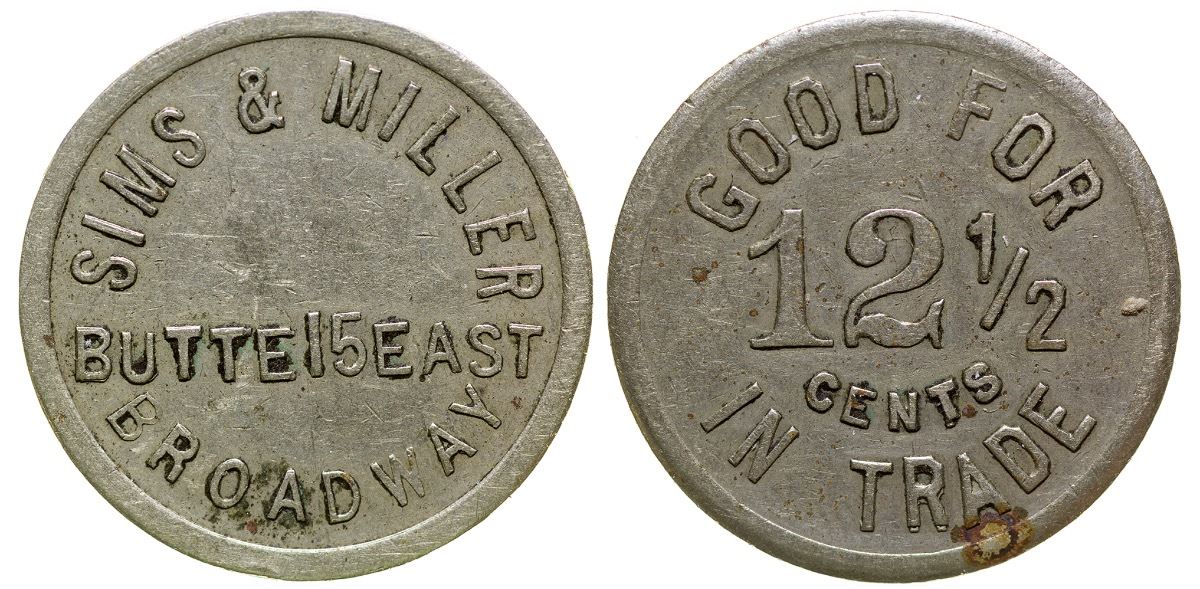 SIMS & MILLER
BUTTE 15 EAST
BROADWAY
GOOD FOR
12 1/2
CENTS
IN TRADE